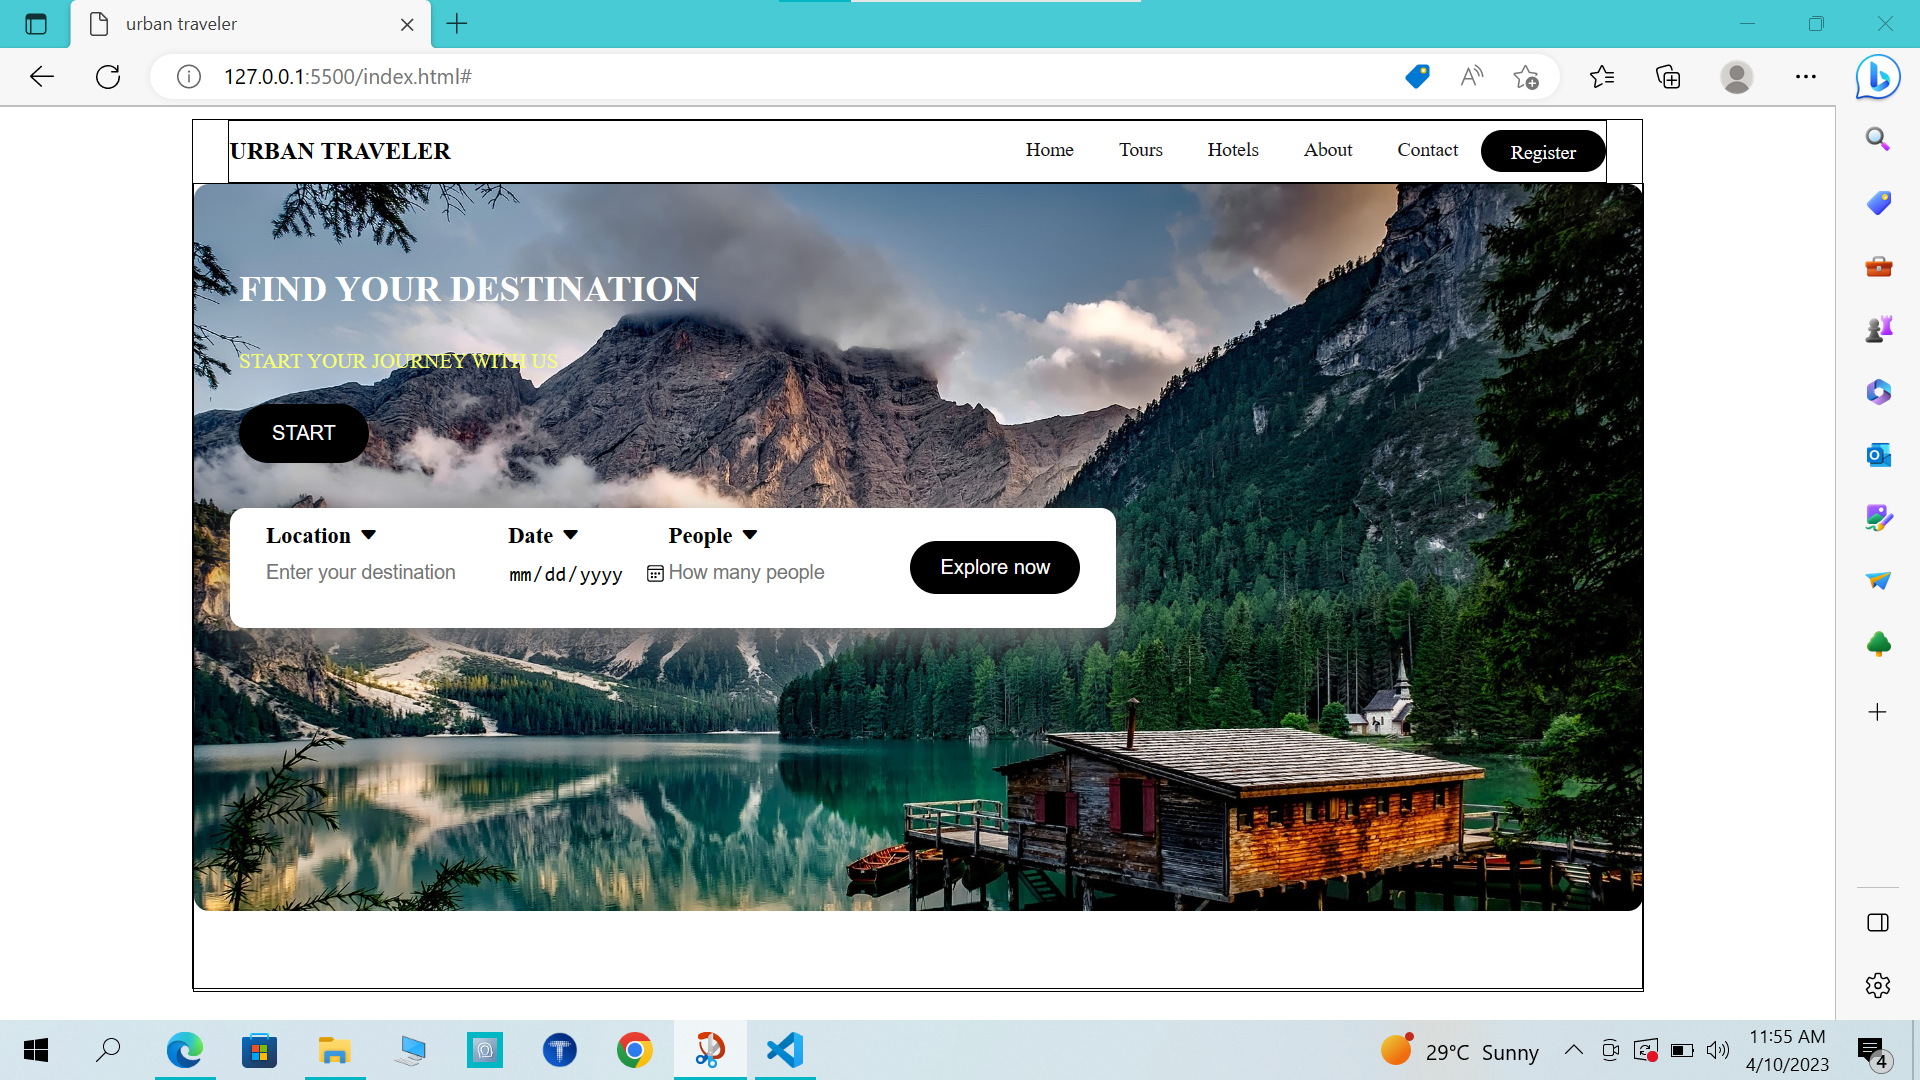 urban traveler
127.0.0.1:5500/index.html#
URBAN TRAVELER
Home Tours Hotels About Contact Register
FIND YOUR DESTINATION
START YOUR JOURNEY WITH US
START
Location Date People
Enter your destination mm/dd/yyyy How many people
Explore now
29°C Sunny
11:55 AM
4/10/2023
4